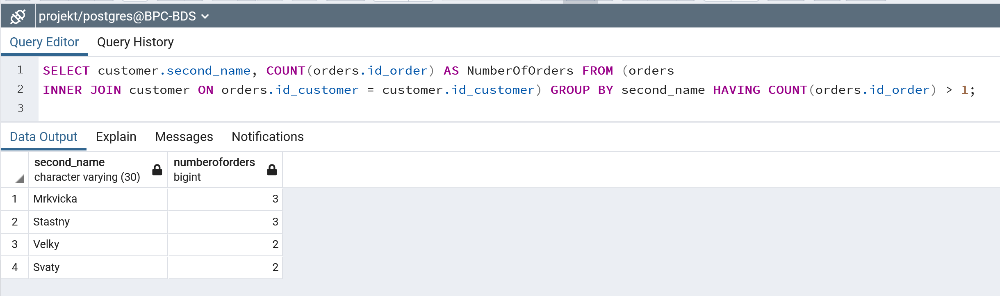 projekt/postgres@BPC-BDS
Query Editor Query History
1 SELECT customer.second_name, COUNT(orders.id_order) AS NumberOfOrders FROM (orders
2 INNER JOIN customer ON orders.id_customer = customer.id_customer) GROUP BY second_name HAVING COUNT(orders.id_order) > 1;
3
Data Output Explain Messages Notifications
second_name numberoforders
character varying (30) bigint
1 Mrkvicka 3
2 Stastny 3
3 Velky 2
4 Svaty 2